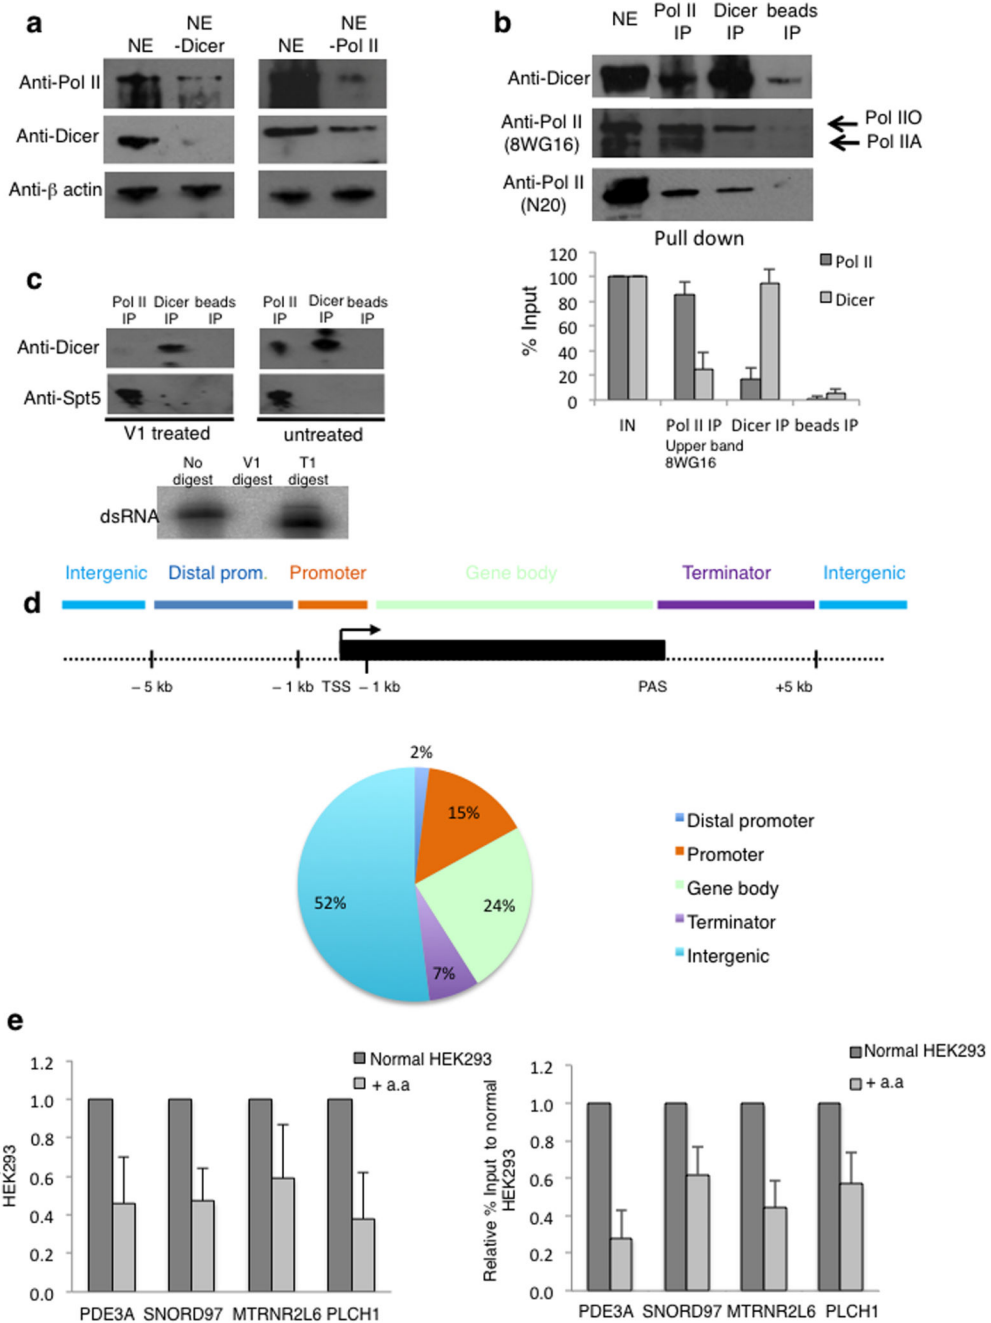 a
NE
NE -Dicer
NE
NE -Pol II
Anti-Pol II
Anti-Dicer
Anti-β actin
b
NE
Pol II IP
Dicer IP
beads IP
Anti-Dicer
Anti-Pol II (8WG16)
Pol IIO
Pol IIA
Anti-Pol II (N20)
Pull down
120
100
80
60
40
20
0
% Input
Pol II
Dicer
IN
Pol II IP
Dicer IP
beads IP
Upper band
8WG16
c
Pol II IP
Dicer IP
beads IP
Pol II IP
Dicer IP
beads IP
Anti-Dicer
Anti-Spt5
V1 treated
untreated
No digest
V1 digest
T1 digest
dsRNA
Intergenic
Distal prom.
Promoter
Gene body
Terminator
Intergenic
d
– 5 kb
– 1 kb
TSS
– 1 kb
PAS
+5 kb
2%
15%
24%
7%
52%
Distal promoter
Promoter
Gene body
Terminator
Intergenic
e
1.2
1.0
0.8
0.6
0.4
0.2
0.0
HEK293
Normal HEK293
+ a.a
PDE3A
SNORD97
MTRNR2L6
PLCH1
1.2
1.0
0.8
0.6
0.4
0.2
0.0
Relative % Input to normal
HEK293
Normal HEK293
+ a.a
PDE3A
SNORD97
MTRNR2L6
PLCH1